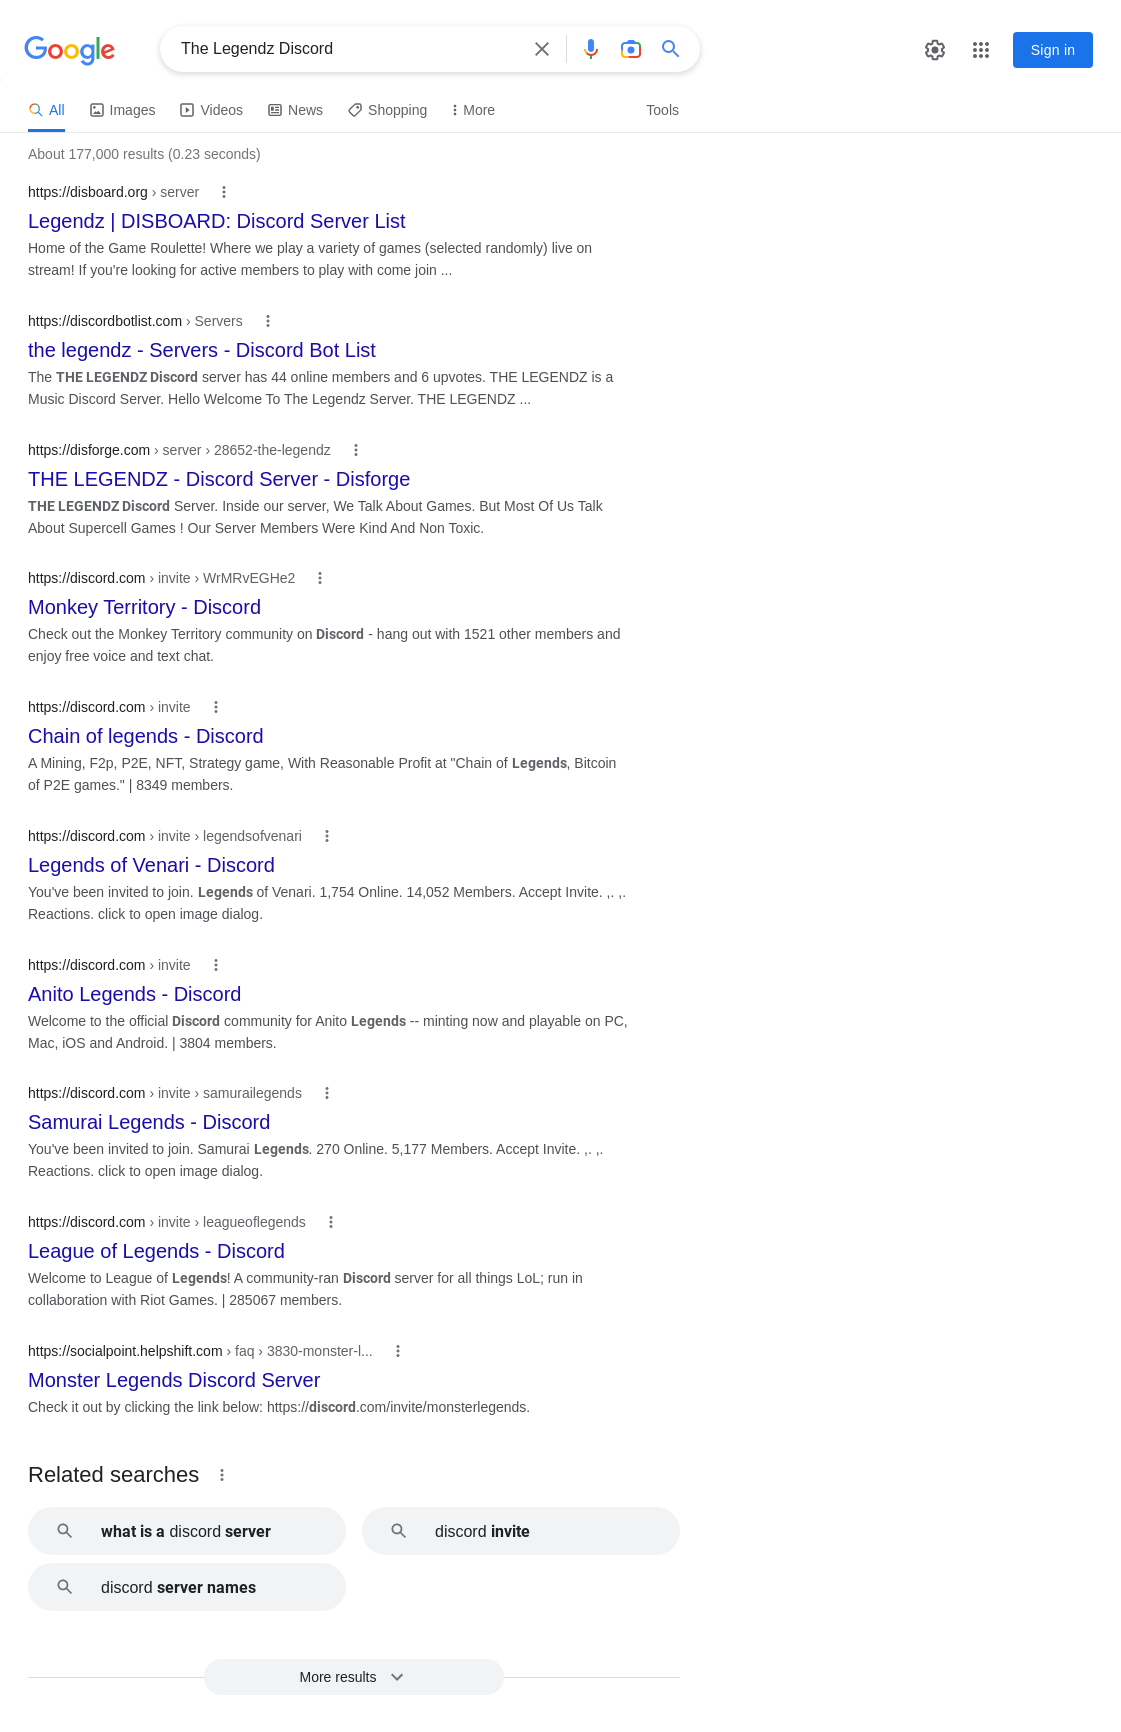 Google
The Legendz Discord
Sign in
All
Images
Videos
News
Shopping
More
Tools
About 177,000 results (0.23 seconds)
https://disboard.org › server
Legendz | DISBOARD: Discord Server List
Home of the Game Roulette! Where we play a variety of games (selected randomly) live on
stream! If you're looking for active members to play with come join ...
https://discordbotlist.com › Servers
the legendz - Servers - Discord Bot List
The THE LEGENDZ Discord server has 44 online members and 6 upvotes. THE LEGENDZ is a
Music Discord Server. Hello Welcome To The Legendz Server. THE LEGENDZ ...
https://disforge.com › server › 28652-the-legendz
THE LEGENDZ - Discord Server - Disforge
THE LEGENDZ Discord Server. Inside our server, We Talk About Games. But Most Of Us Talk
About Supercell Games ! Our Server Members Were Kind And Non Toxic.
https://discord.com › invite › WrMRvEGHe2
Monkey Territory - Discord
Check out the Monkey Territory community on Discord - hang out with 1521 other members and
enjoy free voice and text chat.
https://discord.com › invite
Chain of legends - Discord
A Mining, F2p, P2E, NFT, Strategy game, With Reasonable Profit at "Chain of Legends, Bitcoin
of P2E games." | 8349 members.
https://discord.com › invite › legendsofvenari
Legends of Venari - Discord
You've been invited to join. Legends of Venari. 1,754 Online. 14,052 Members. Accept Invite. ,. ,.
Reactions. click to open image dialog.
https://discord.com › invite
Anito Legends - Discord
Welcome to the official Discord community for Anito Legends -- minting now and playable on PC,
Mac, iOS and Android. | 3804 members.
https://discord.com › invite › samurailegends
Samurai Legends - Discord
You've been invited to join. Samurai Legends. 270 Online. 5,177 Members. Accept Invite. ,. ,.
Reactions. click to open image dialog.
https://discord.com › invite › leagueoflegends
League of Legends - Discord
Welcome to League of Legends! A community-ran Discord server for all things LoL; run in
collaboration with Riot Games. | 285067 members.
https://socialpoint.helpshift.com › faq › 3830-monster-l...
Monster Legends Discord Server
Check it out by clicking the link below: https://discord.com/invite/monsterlegends.
Related searches
what is a discord server
discord invite
discord server names
More results